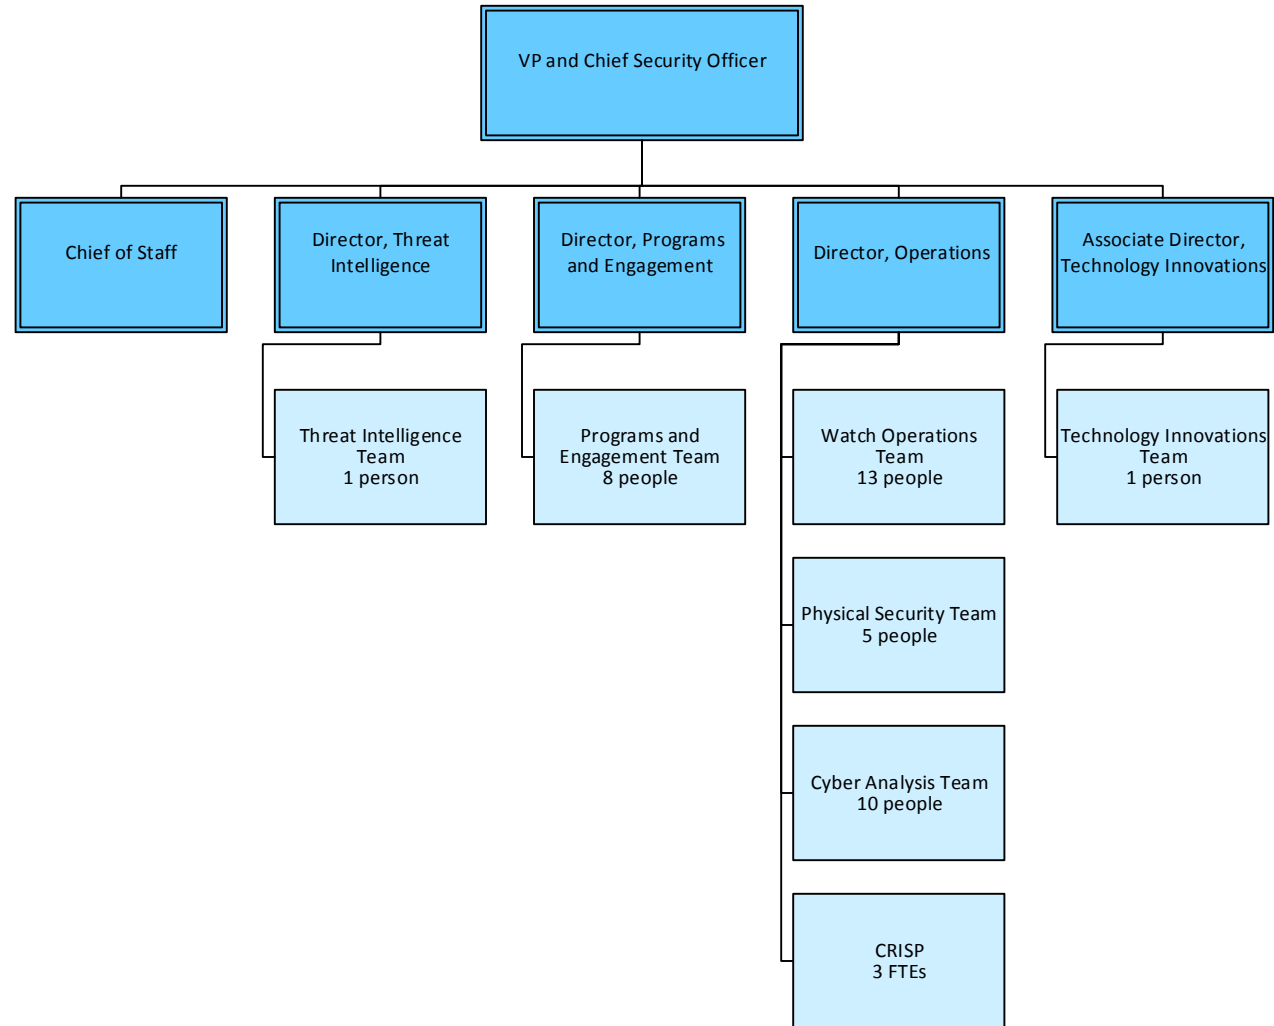 VP and Chief Security Officer
Chief of Staff
Director, Threat
Intelligence
Director, Programs
and Engagement
Director, Operations
Associate Director,
Technology Innovations
Threat Intelligence
Team
1 person
Programs and
Engagement Team
8 people
Watch Operations
Team
13 people
Technology Innovations
Team
1 person
Physical Security Team
5 people
Cyber Analysis Team
10 people
CRISP
3 FTEs